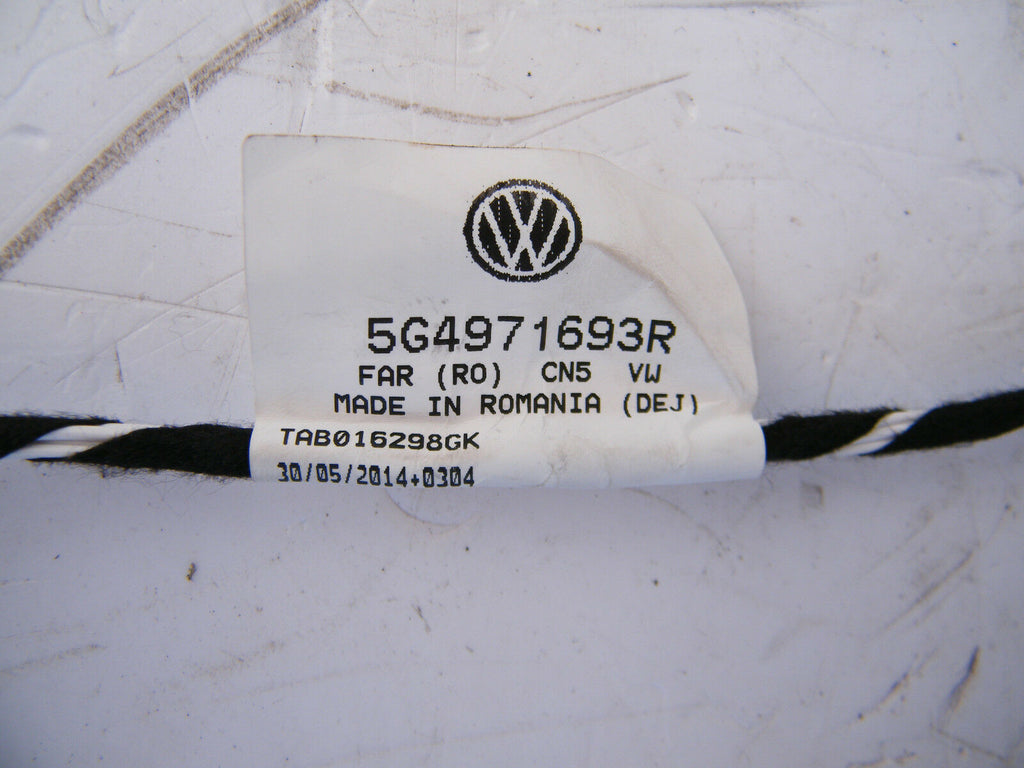 5G4971693R
FAR (RO) CN5 VW
MADE IN ROMANIA (DEJ)
TAB016298GK
30/05/2014+0304